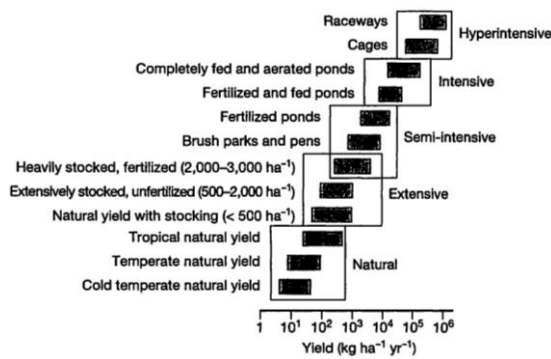 Raceways
Cages
Hyperintensive
Completely fed and aerated ponds
Fertilized and fed ponds
Intensive
Fertilized ponds
Brush parks and pens
Semi-intensive
Heavily stocked, fertilized (2,000–3,000 ha⁻¹)
Extensively stocked, unfertilized (500–2,000 ha⁻¹)
Natural yield with stocking (< 500 ha⁻¹)
Extensive
Tropical natural yield
Temperate natural yield
Cold temperate natural yield
Natural
1 10¹ 10² 10³ 10⁴ 10⁵ 10⁶
Yield (kg ha⁻¹ yr⁻¹)